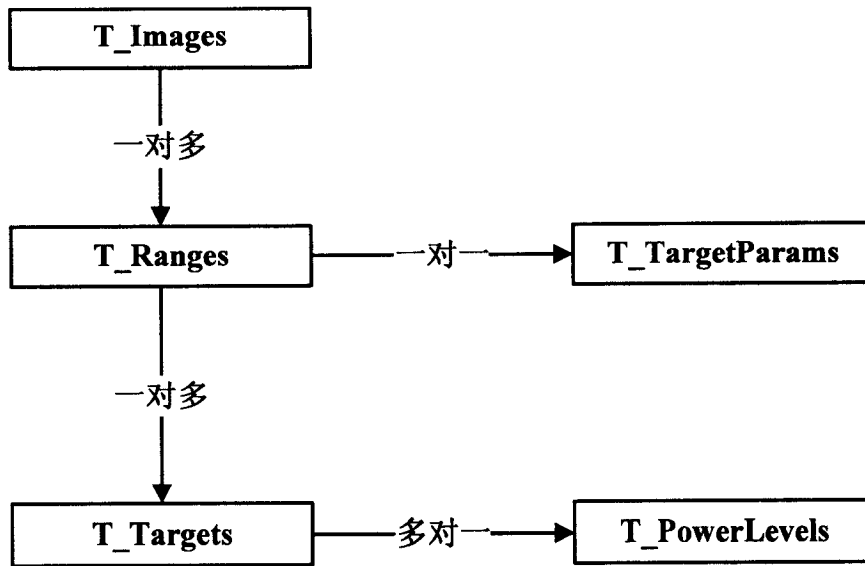 T_Images
一对多
T_Ranges
一对一
T_TargetParams
一对多
T_Targets
多对一
T_PowerLevels